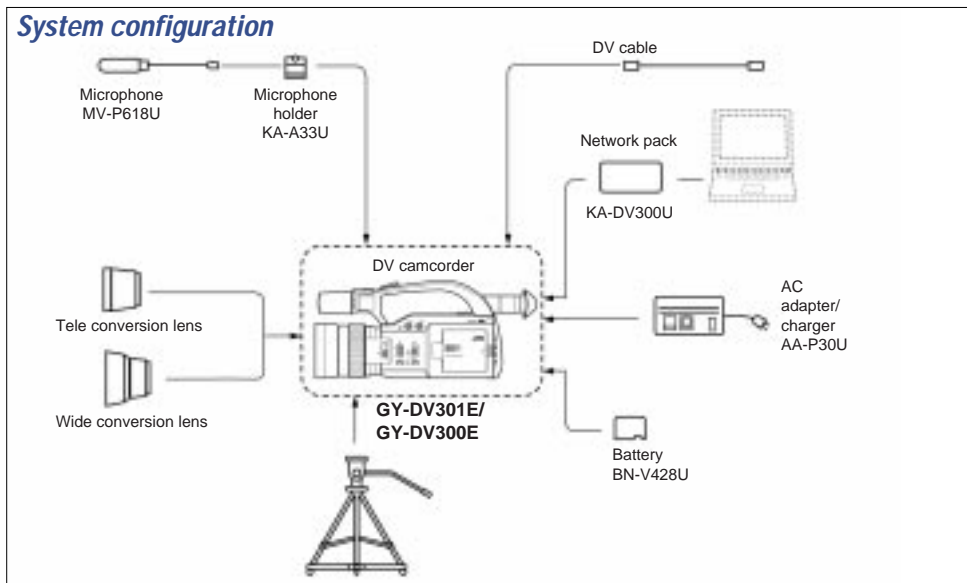 System configuration
Microphone
MV-P618U
Microphone
holder
KA-A33U
DV cable
Network pack
KA-DV300U
DV camcorder
Tele conversion lens
Wide conversion lens
AC
adapter/
charger
AA-P30U
GY-DV301E/
GY-DV300E
Battery
BN-V428U